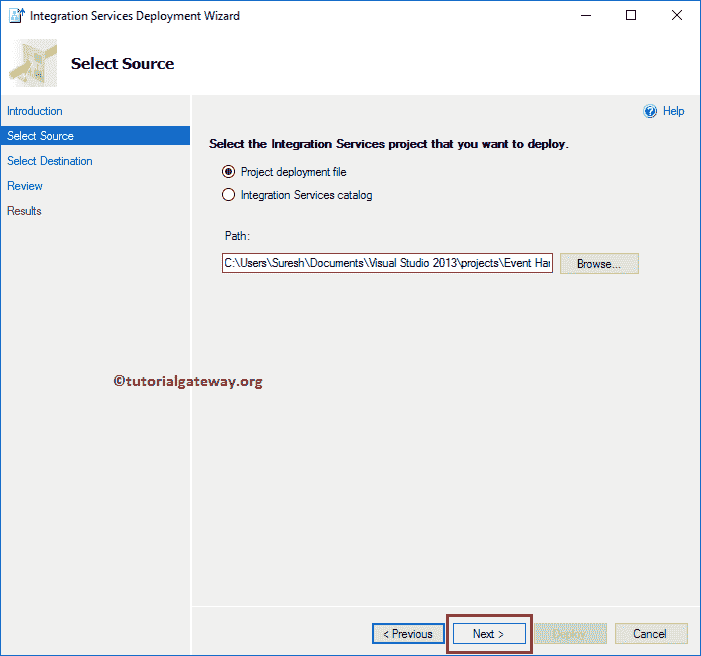 Integration Services Deployment Wizard
Select Source
Introduction
Select Source
Select Destination
Review
Results
Help
Select the Integration Services project that you want to deploy.
Project deployment file
Integration Services catalog
Path:
C:\Users\Suresh\Documents\Visual Studio 2013\projects\Event Han
Browse...
©tutorialgateway.org
< Previous
Next >
Deploy
Cancel